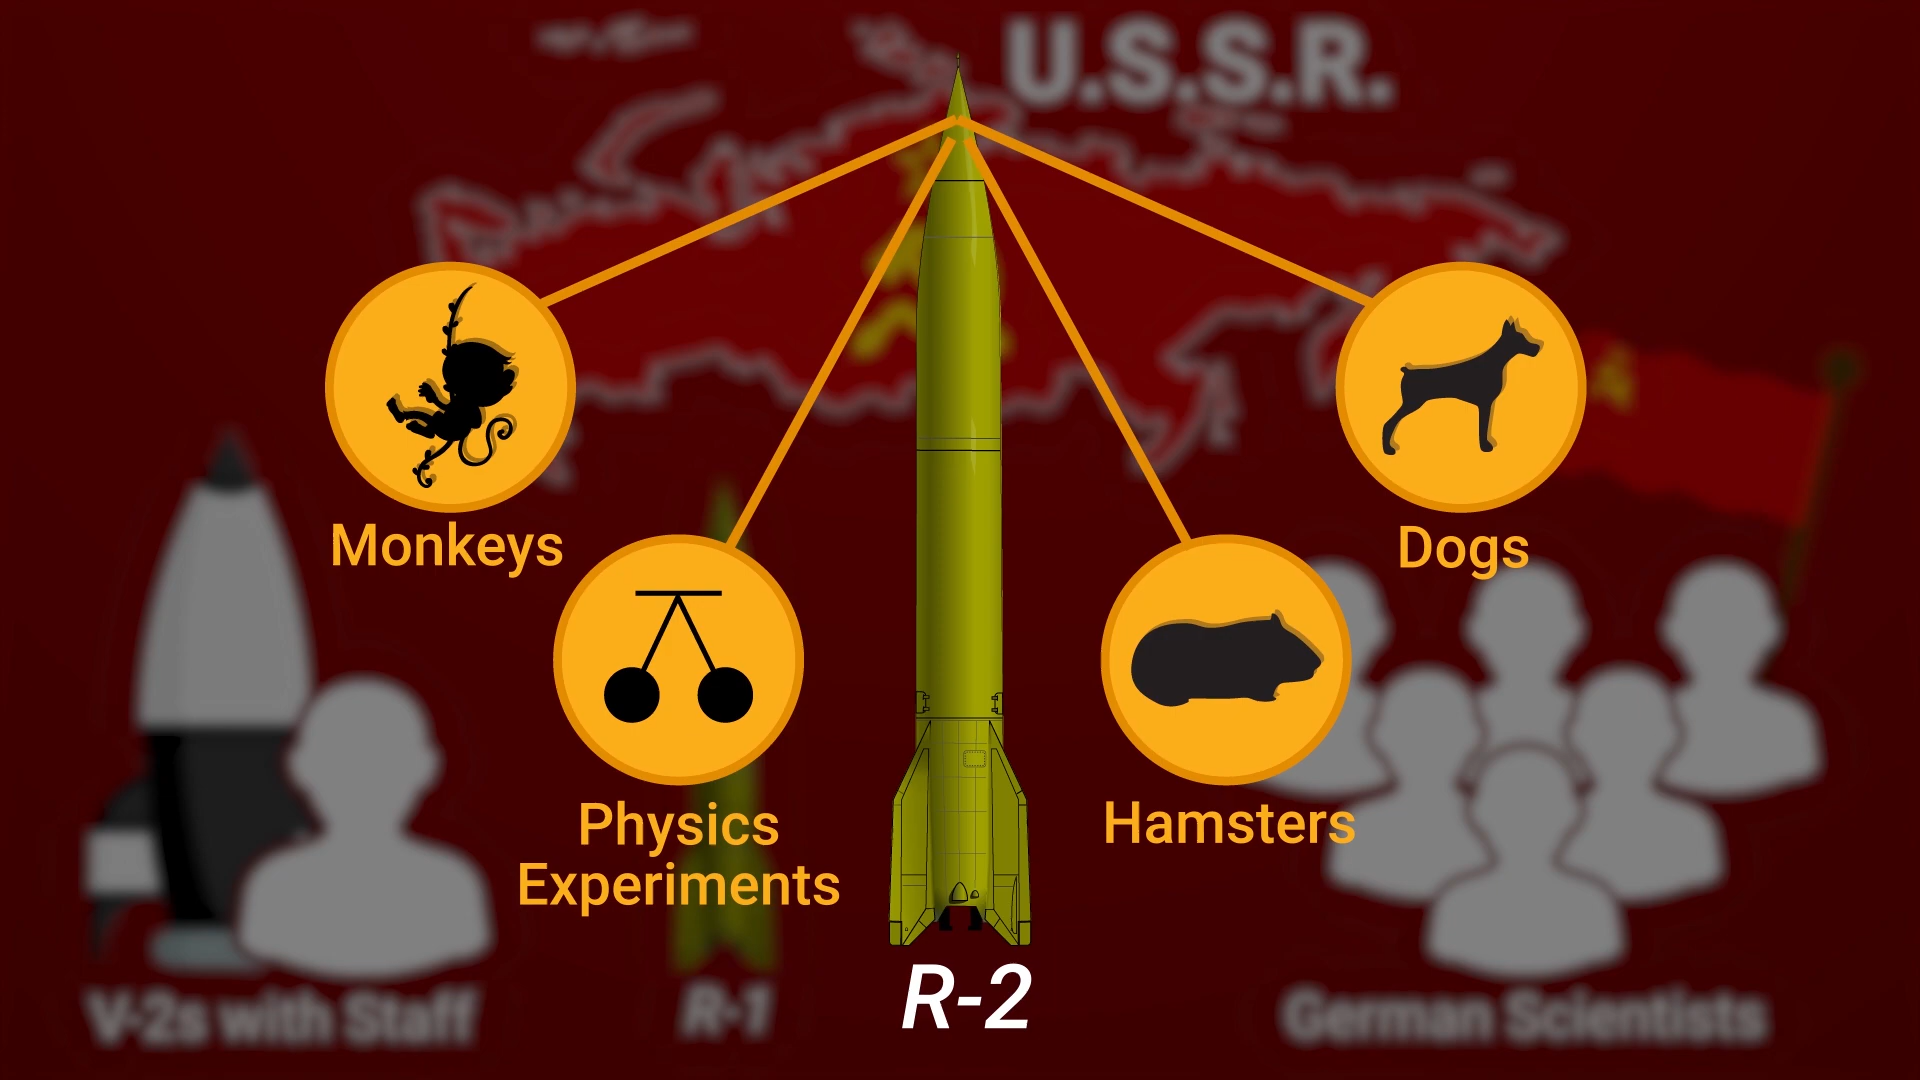 U.S.S.R.
Monkeys
Dogs
Physics
Experiments
Hamsters
V-2s with Staff
R-1
R-2
German Scientists